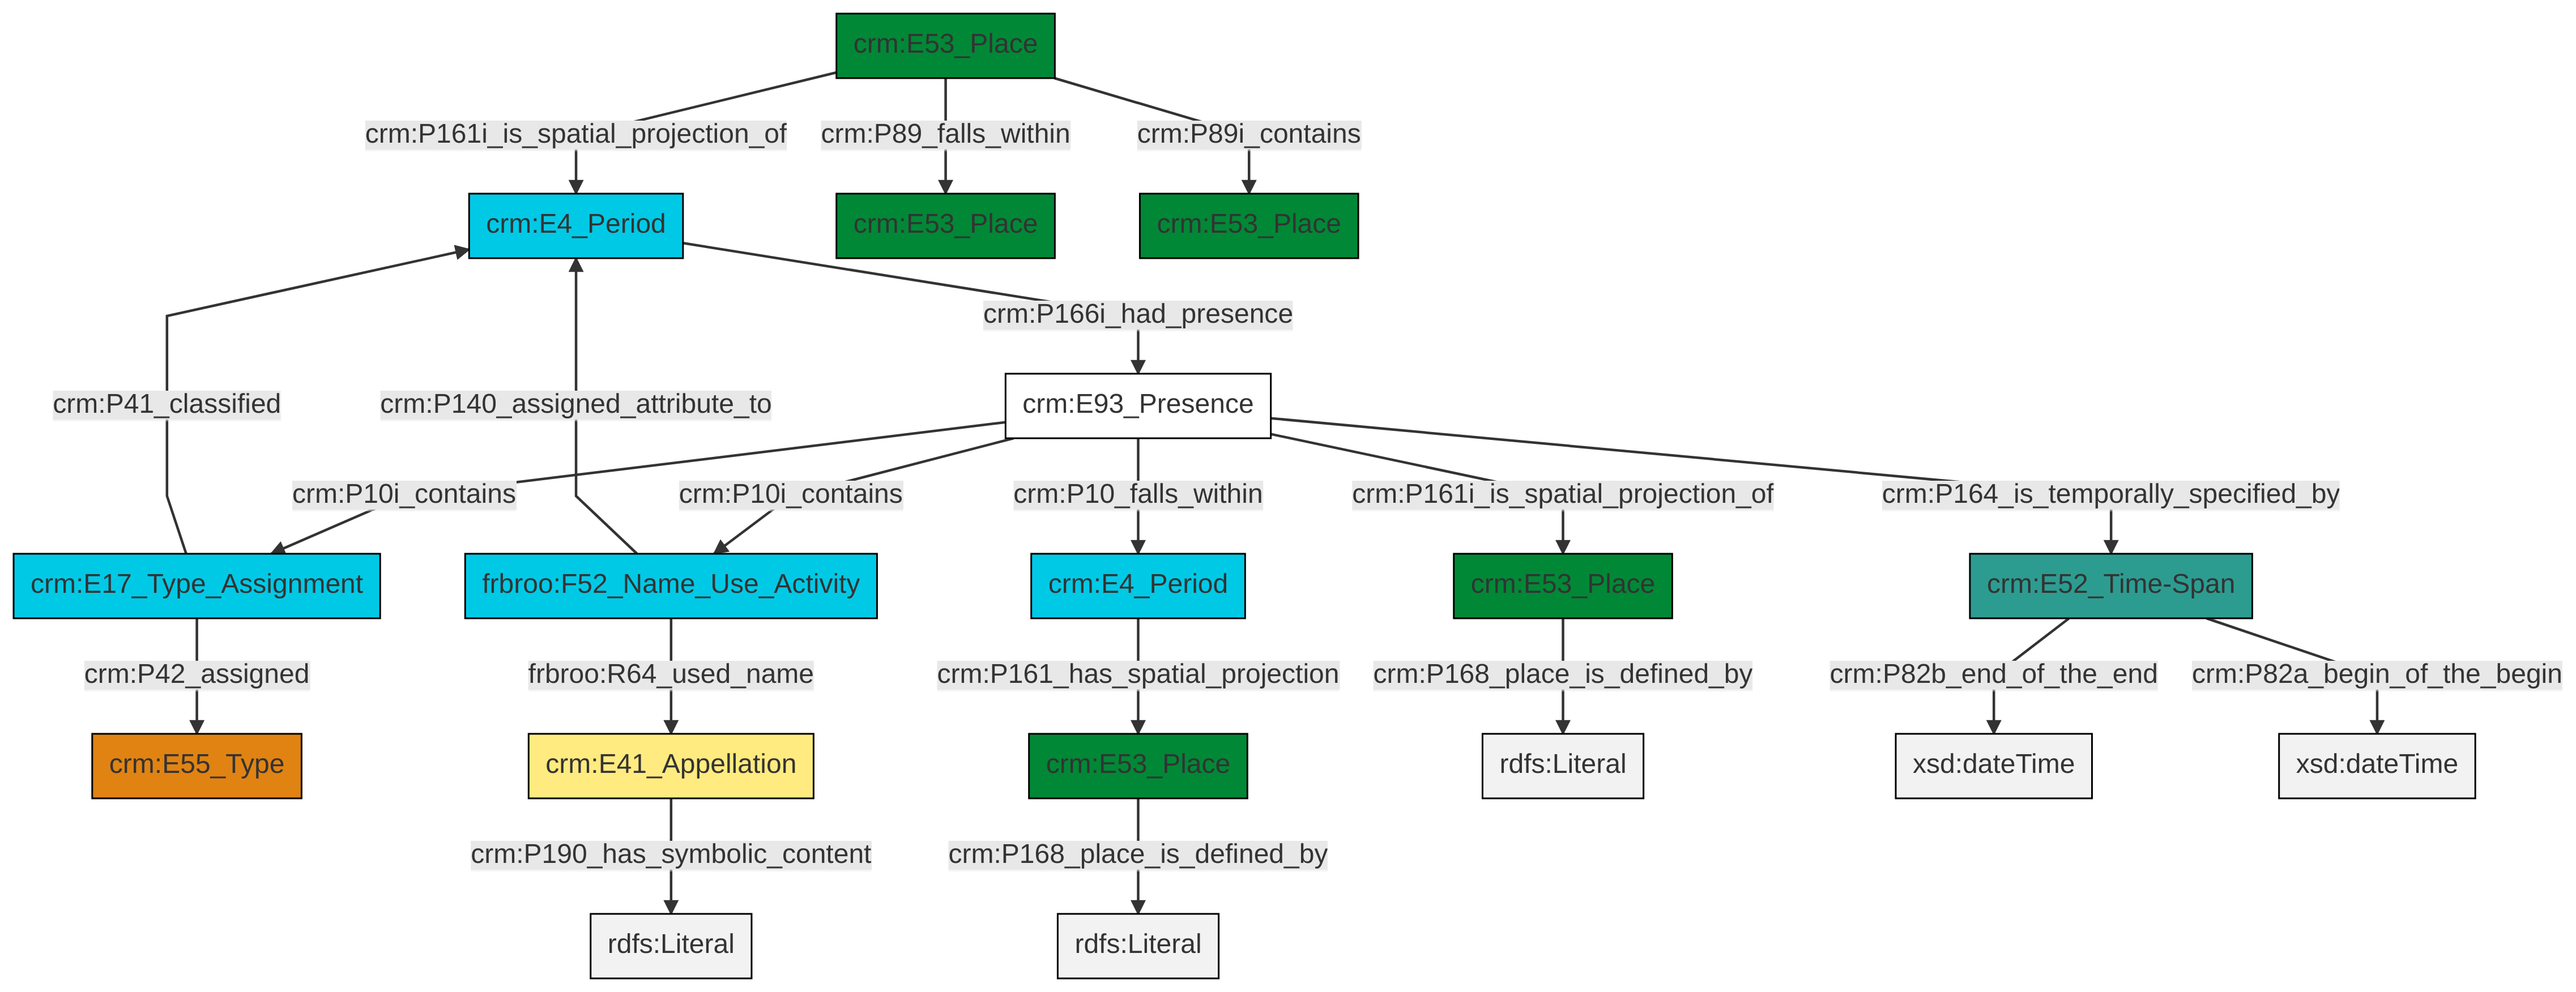 crm:E53_Place
crm:P161i_is_spatial_projection_of
crm:P89_falls_within
crm:P89i_contains
crm:E4_Period
crm:E53_Place
crm:E53_Place
crm:P166i_had_presence
crm:P41_classified
crm:P140_assigned_attribute_to
crm:E93_Presence
crm:P10i_contains
crm:P10i_contains
crm:P10_falls_within
crm:P161i_is_spatial_projection_of
crm:P164_is_temporally_specified_by
crm:E17_Type_Assignment
frbroo:F52_Name_Use_Activity
crm:E4_Period
crm:E53_Place
crm:E52_Time-Span
crm:P42_assigned
frbroo:R64_used_name
crm:P161_has_spatial_projection
crm:P168_place_is_defined_by
crm:P82b_end_of_the_end
crm:P82a_begin_of_the_begin
crm:E55_Type
crm:E41_Appellation
crm:E53_Place
rdfs:Literal
xsd:dateTime
xsd:dateTime
crm:P190_has_symbolic_content
crm:P168_place_is_defined_by
rdfs:Literal
rdfs:Literal